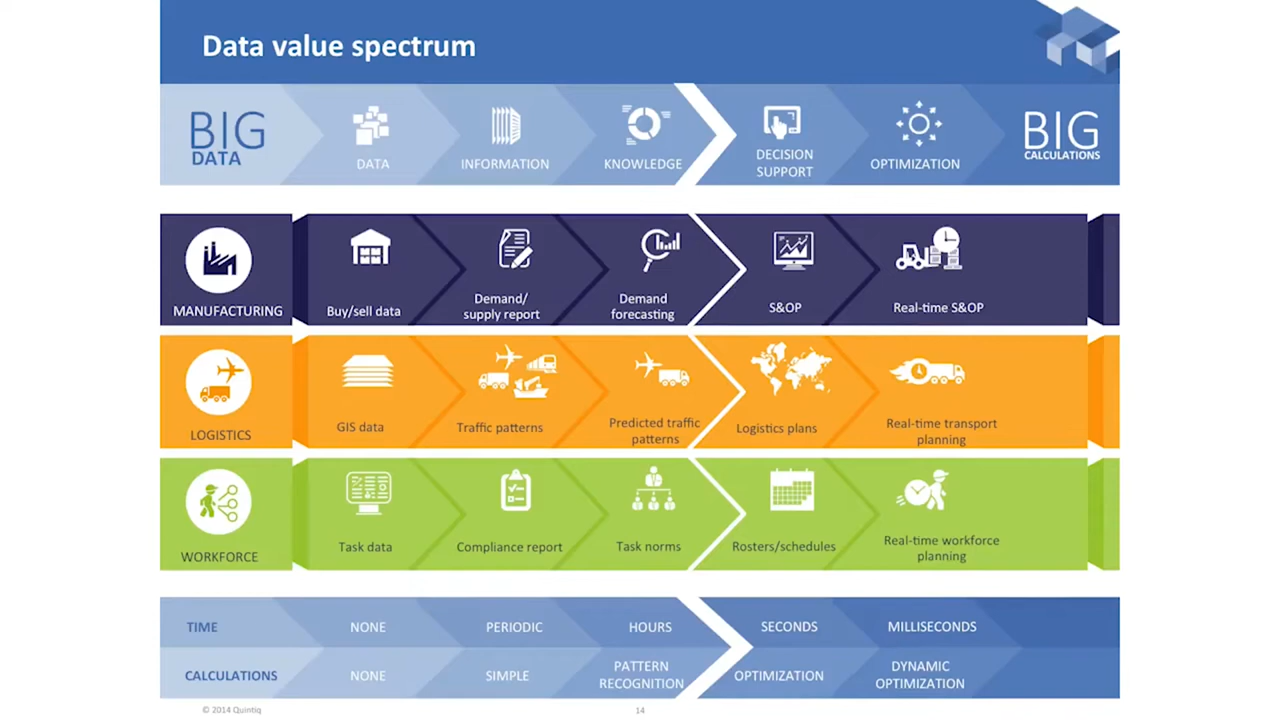 Data value spectrum
BIG
DATA
DATA
INFORMATION
KNOWLEDGE
DECISION
SUPPORT
OPTIMIZATION
BIG
CALCULATIONS
MANUFACTURING
Buy/sell data
Demand/
supply report
Demand
forecasting
S&OP
Real-time S&OP
LOGISTICS
GIS data
Traffic patterns
Predicted traffic
patterns
Logistics plans
Real-time transport
planning
WORKFORCE
Task data
Compliance report
Task norms
Rosters/schedules
Real-time workforce
planning
TIME
NONE
PERIODIC
HOURS
SECONDS
MILLISECONDS
CALCULATIONS
NONE
SIMPLE
PATTERN
RECOGNITION
OPTIMIZATION
DYNAMIC
OPTIMIZATION
© 2014 Quintiq
14